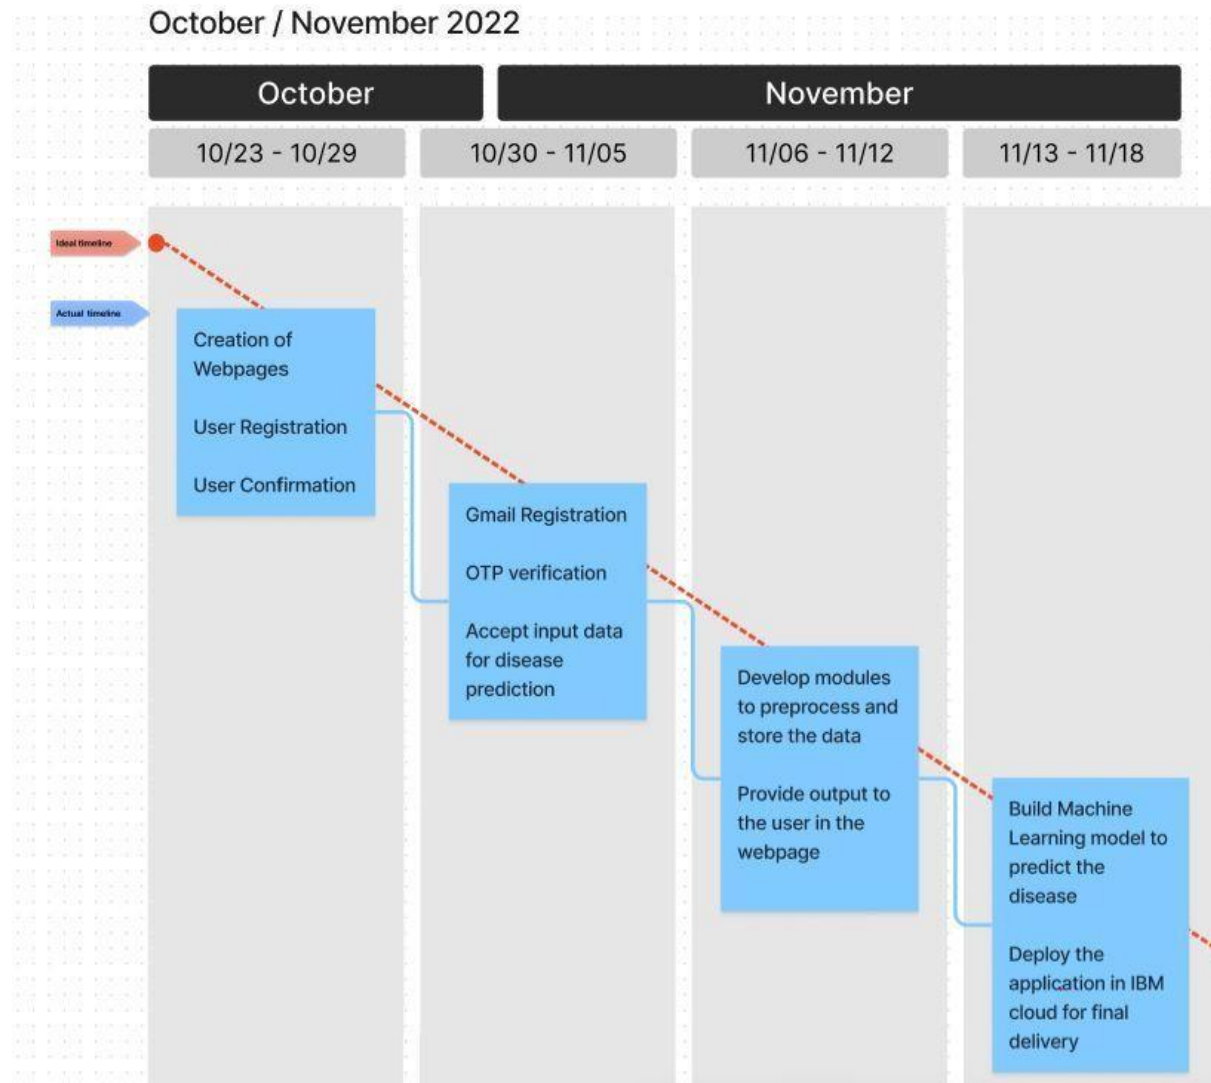 October / November 2022
October
November
10/23 - 10/29
10/30 - 11/05
11/06 - 11/12
11/13 - 11/18
Ideal timeline
Actual timeline
Creation of
Webpages
User Registration
User Confirmation
Gmail Registration
OTP verification
Accept input data
for disease
prediction
Develop modules
to preprocess and
store the data
Provide output to
the user in the
webpage
Build Machine
Learning model to
predict the
disease
Deploy the
application in IBM
cloud for final
delivery